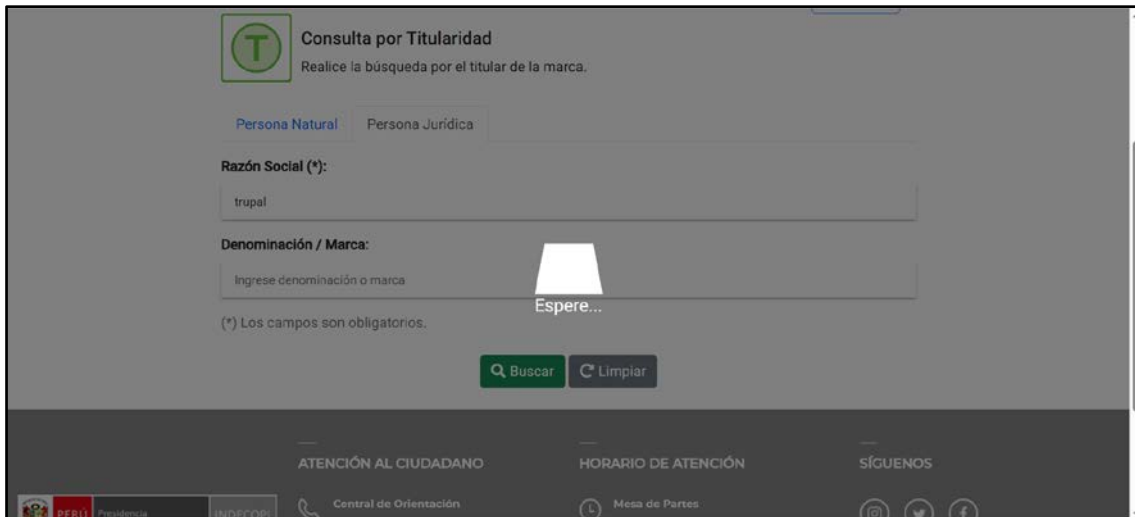 T
Consulta por Titularidad
Realice la búsqueda por el titular de la marca.
Persona Natural
Persona Jurídica
Razón Social (*):
trupal
Denominación / Marca:
Ingrese denominación o marca
Espere...
(*) Los campos son obligatorios.
Buscar
Limpiar
ATENCIÓN AL CIUDADANO
HORARIO DE ATENCIÓN
SÍGUENOS
PERÚ
Presidencia
INDECOPI
Central de Orientación
Mesa de Partes